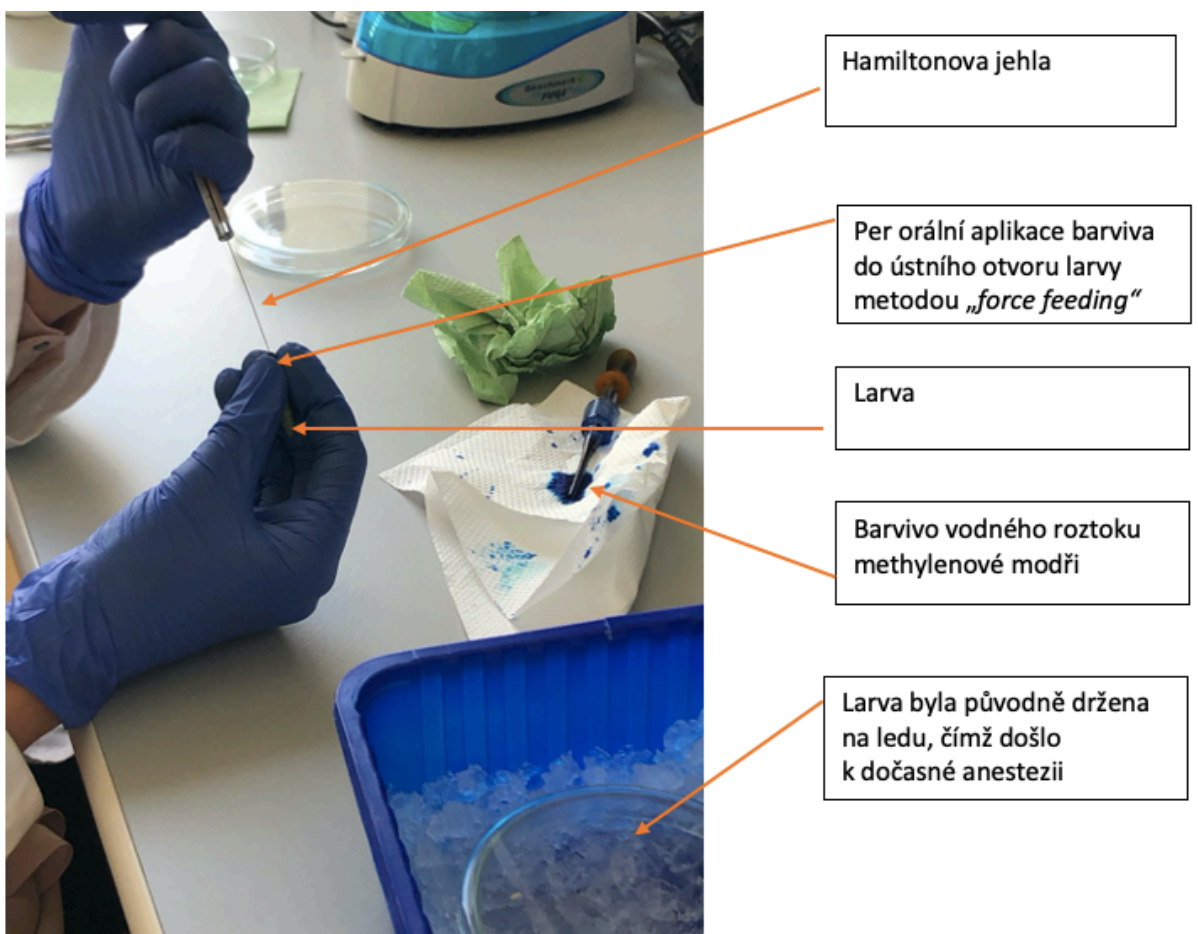 Hamiltonova jehla
Per orální aplikace barviva
do ústního otvoru larvy
metodou „force feeding“
Larva
Barvivo vodného roztoku
methylenové modři
Larva byla původně držena
na ledu, čímž došlo
k dočasné anestezii